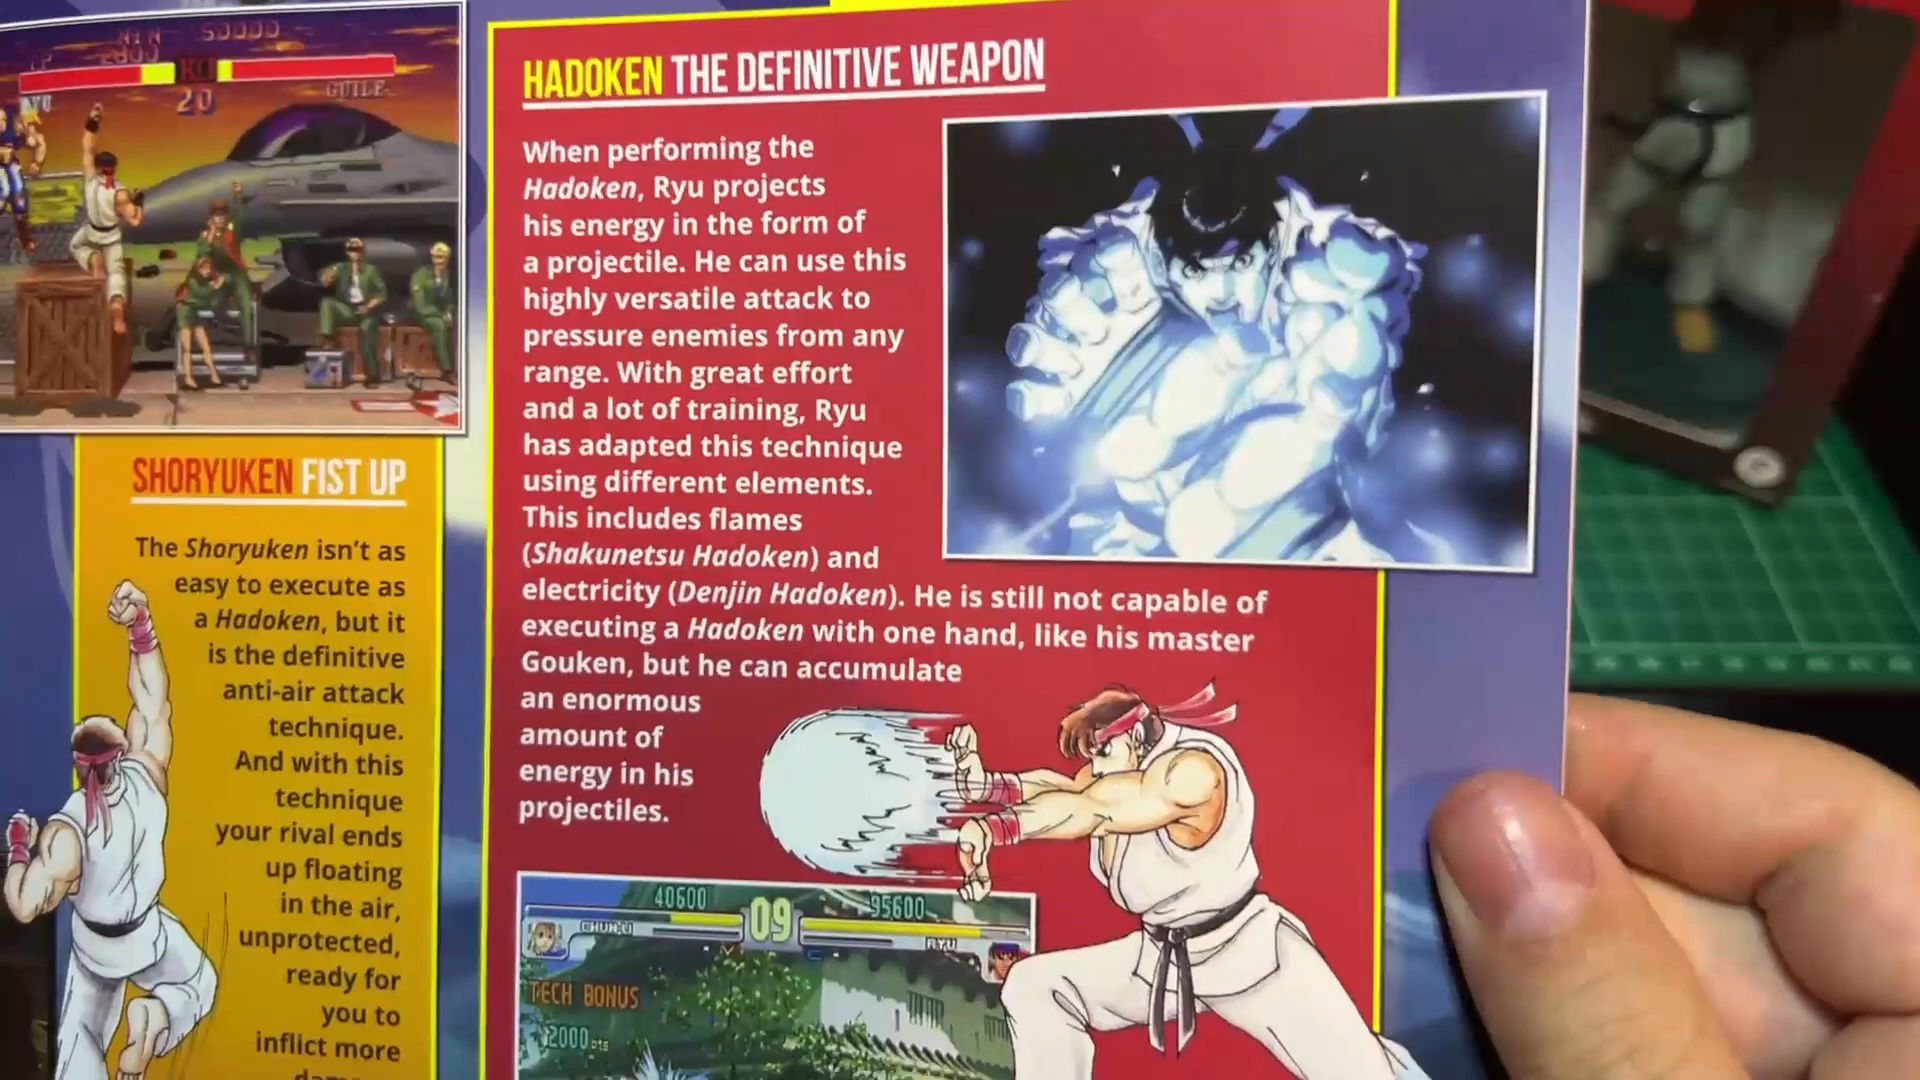 50000
KO
20
GUILE
SHORYUKEN FIST UP
The Shoryuken isn't as
easy to execute as
a Hadoken, but it
is the definitive
anti-air attack
technique.
And with this
technique
your rival ends
up floating
in the air,
unprotected,
ready for
you to
inflict more
HADOKEN THE DEFINITIVE WEAPON
When performing the
Hadoken, Ryu projects
his energy in the form of
a projectile. He can use this
highly versatile attack to
pressure enemies from any
range. With great effort
and a lot of training, Ryu
has adapted this technique
using different elements.
This includes flames
(Shakunetsu Hadoken) and
electricity (Denjin Hadoken). He is still not capable of
executing a Hadoken with one hand, like his master
Gouken, but he can accumulate
an enormous
amount of
energy in his
projectiles.
40600
09
95600
CHUN-LI
RYU
TECH BONUS
2000 pts